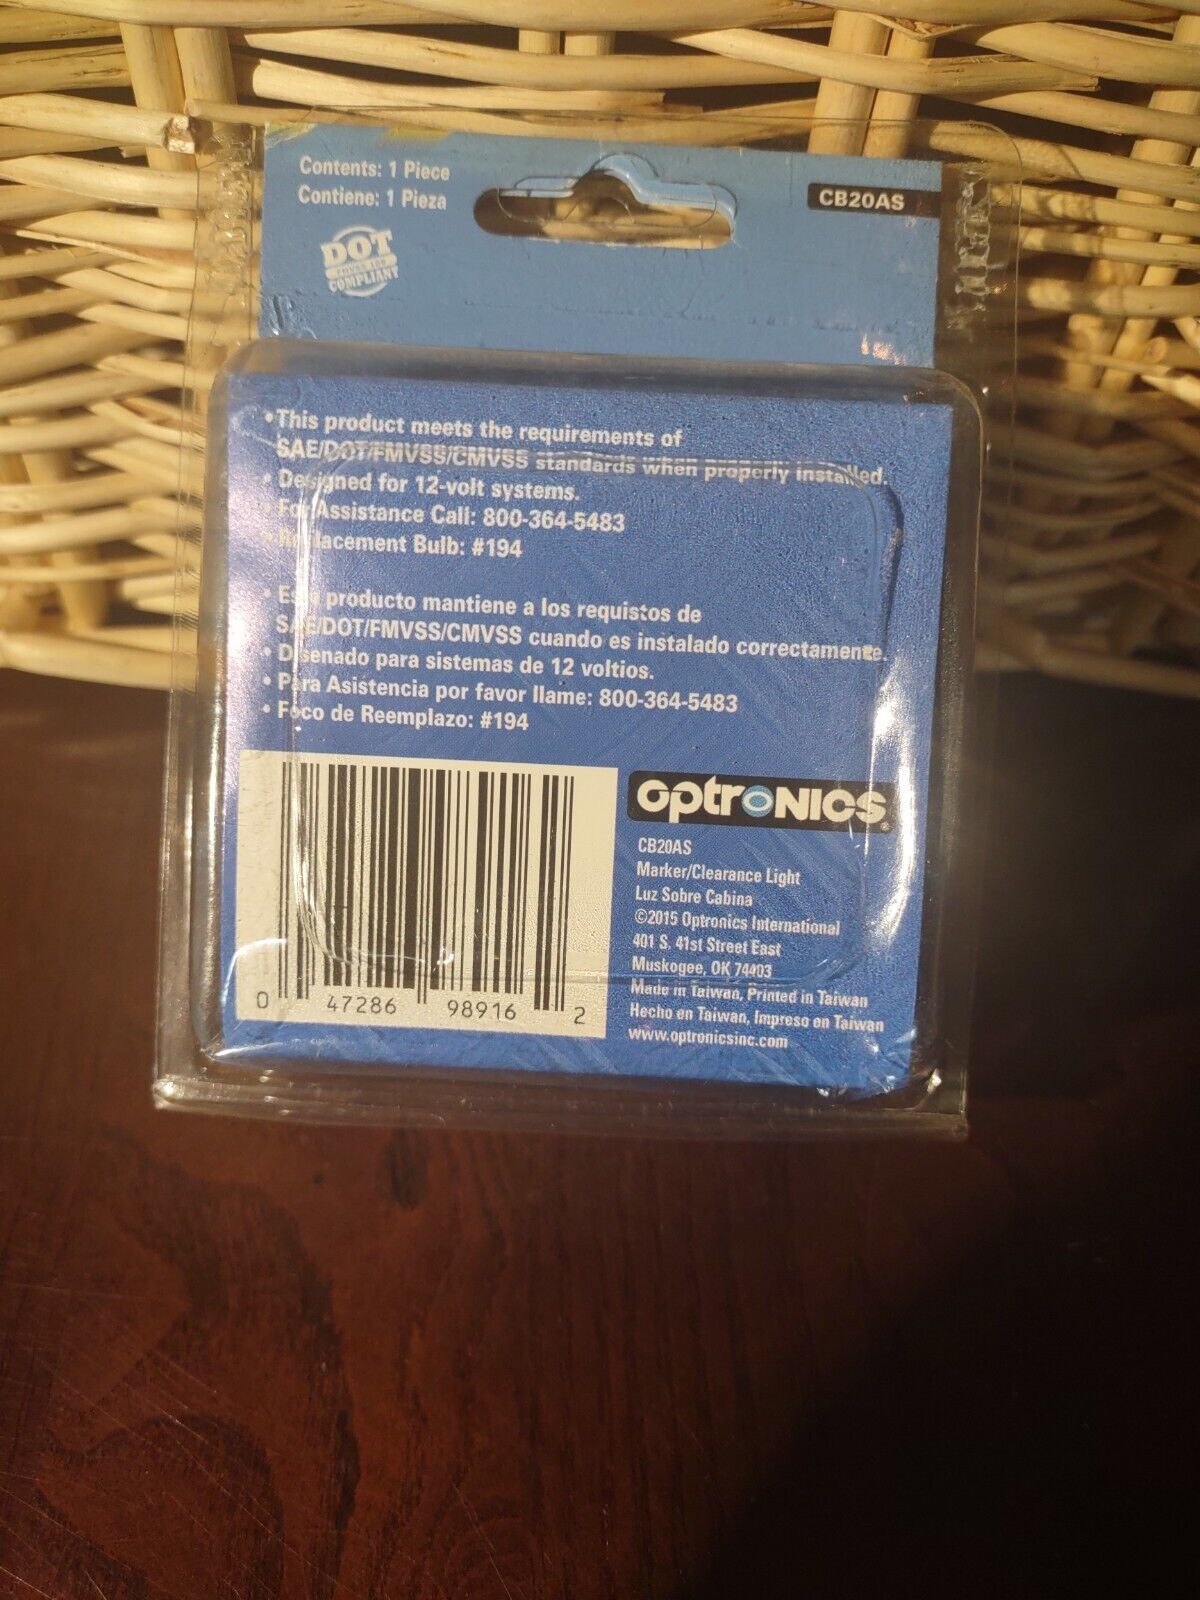 Contents: 1 Piece
Contiene: 1 Pieza
CB20AS
DOT
COMPLIANT
•This product meets the requirements of
SAE/DOT/FMVSS/CMVSS standards when properly installed.
• Designed for 12-volt systems.
• For Assistance Call: 800-364-5483
• Replacement Bulb: #194
• Este producto mantiene a los requistos de
SAE/DOT/FMVSS/CMVSS cuando es instalado correctamente.
• Disenado para sistemas de 12 voltios.
• Para Asistencia por favor llame: 800-364-5483
• Foco de Reemplazo: #194
optroNICS®
CB20AS
Marker/Clearance Light
Luz Sobre Cabina
©2015 Optronics International
401 S. 41st Street East
Muskogee, OK 74403
Made in Taiwan, Printed in Taiwan
Hecho en Taiwan, Impreso en Taiwan
www.optronicsinc.com
0 47286 98916 2